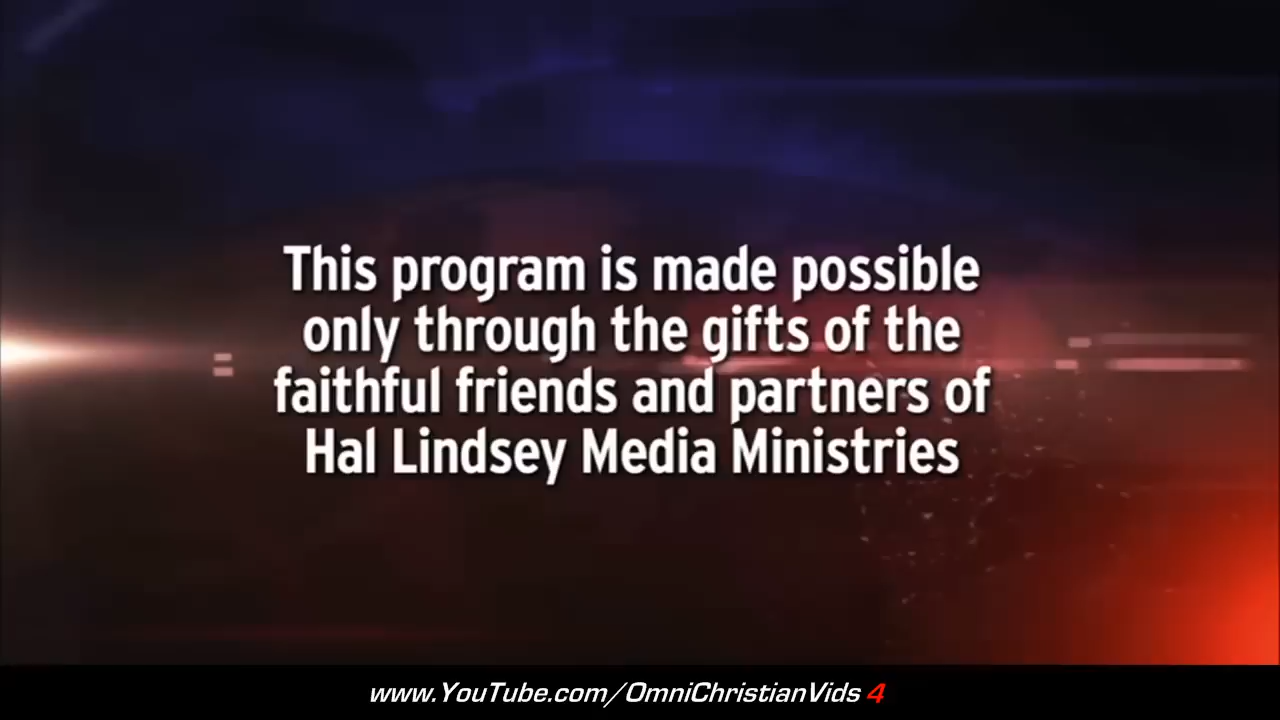 This program is made possible
only through the gifts of the
faithful friends and partners of
Hal Lindsey Media Ministries
www.YouTube.com/OmniChristianVids 4